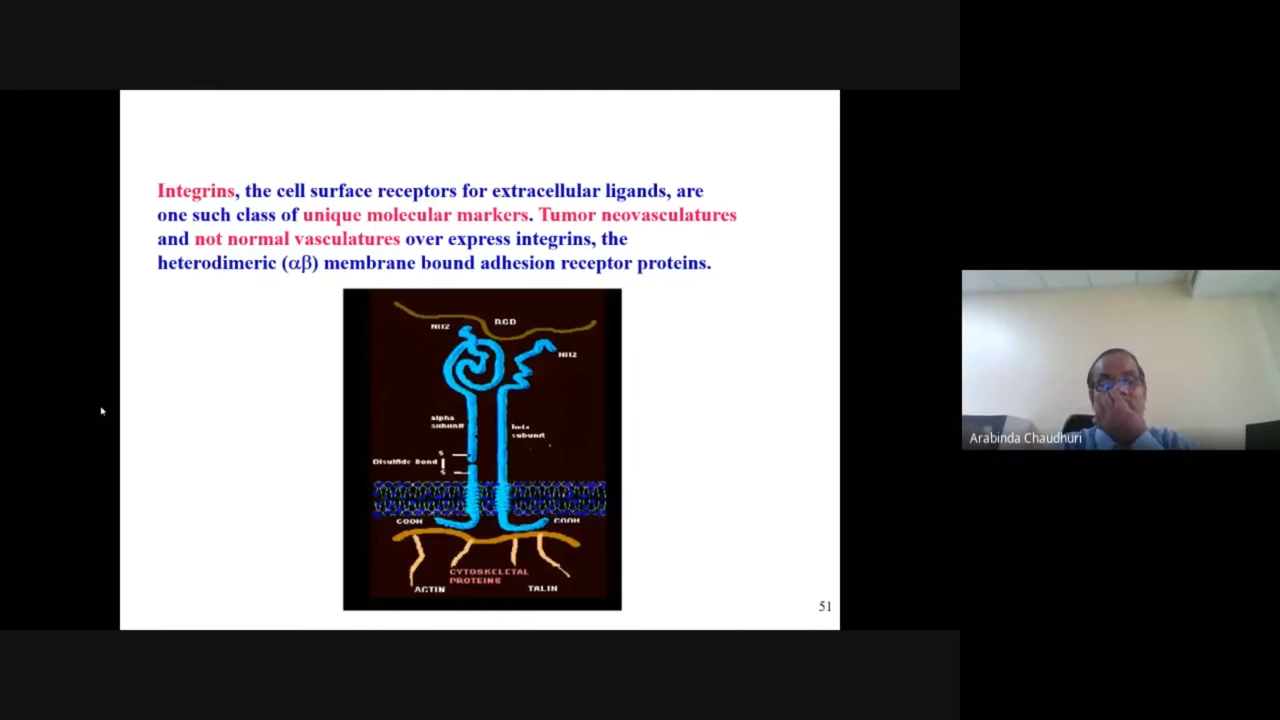 Integrins, the cell surface receptors for extracellular ligands, are
one such class of unique molecular markers. Tumor neovasculatures
and not normal vasculatures over express integrins, the
heterodimeric (αβ) membrane bound adhesion receptor proteins.
NH2
RGD
NH2
alpha
subunit
beta
subunit
S
Disulfide Bond
S
COOH
COOH
CYTOSKELETAL
PROTEINS
ACTIN
TALIN
51
Arabinda Chaudhuri